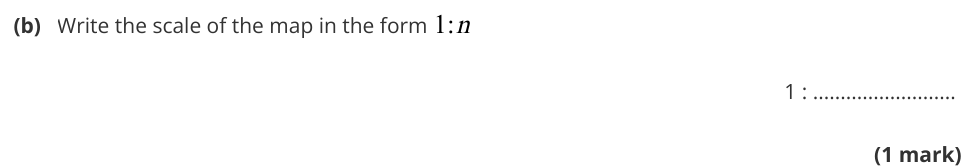 (b) Write the scale of the map in the form 1:n
1 : ..........................
(1 mark)